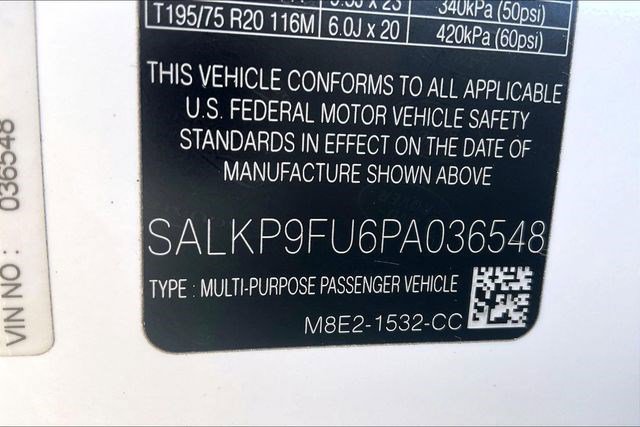 340kPa (50psi)
T195/75 R20 116M 6.0J x 20 420kPa (60psi)
THIS VEHICLE CONFORMS TO ALL APPLICABLE
U.S. FEDERAL MOTOR VEHICLE SAFETY
STANDARDS IN EFFECT ON THE DATE OF
MANUFACTURE SHOWN ABOVE
SALKP9FU6PA036548
TYPE : MULTI-PURPOSE PASSENGER VEHICLE
M8E2-1532-CC
VIN NO : 036548